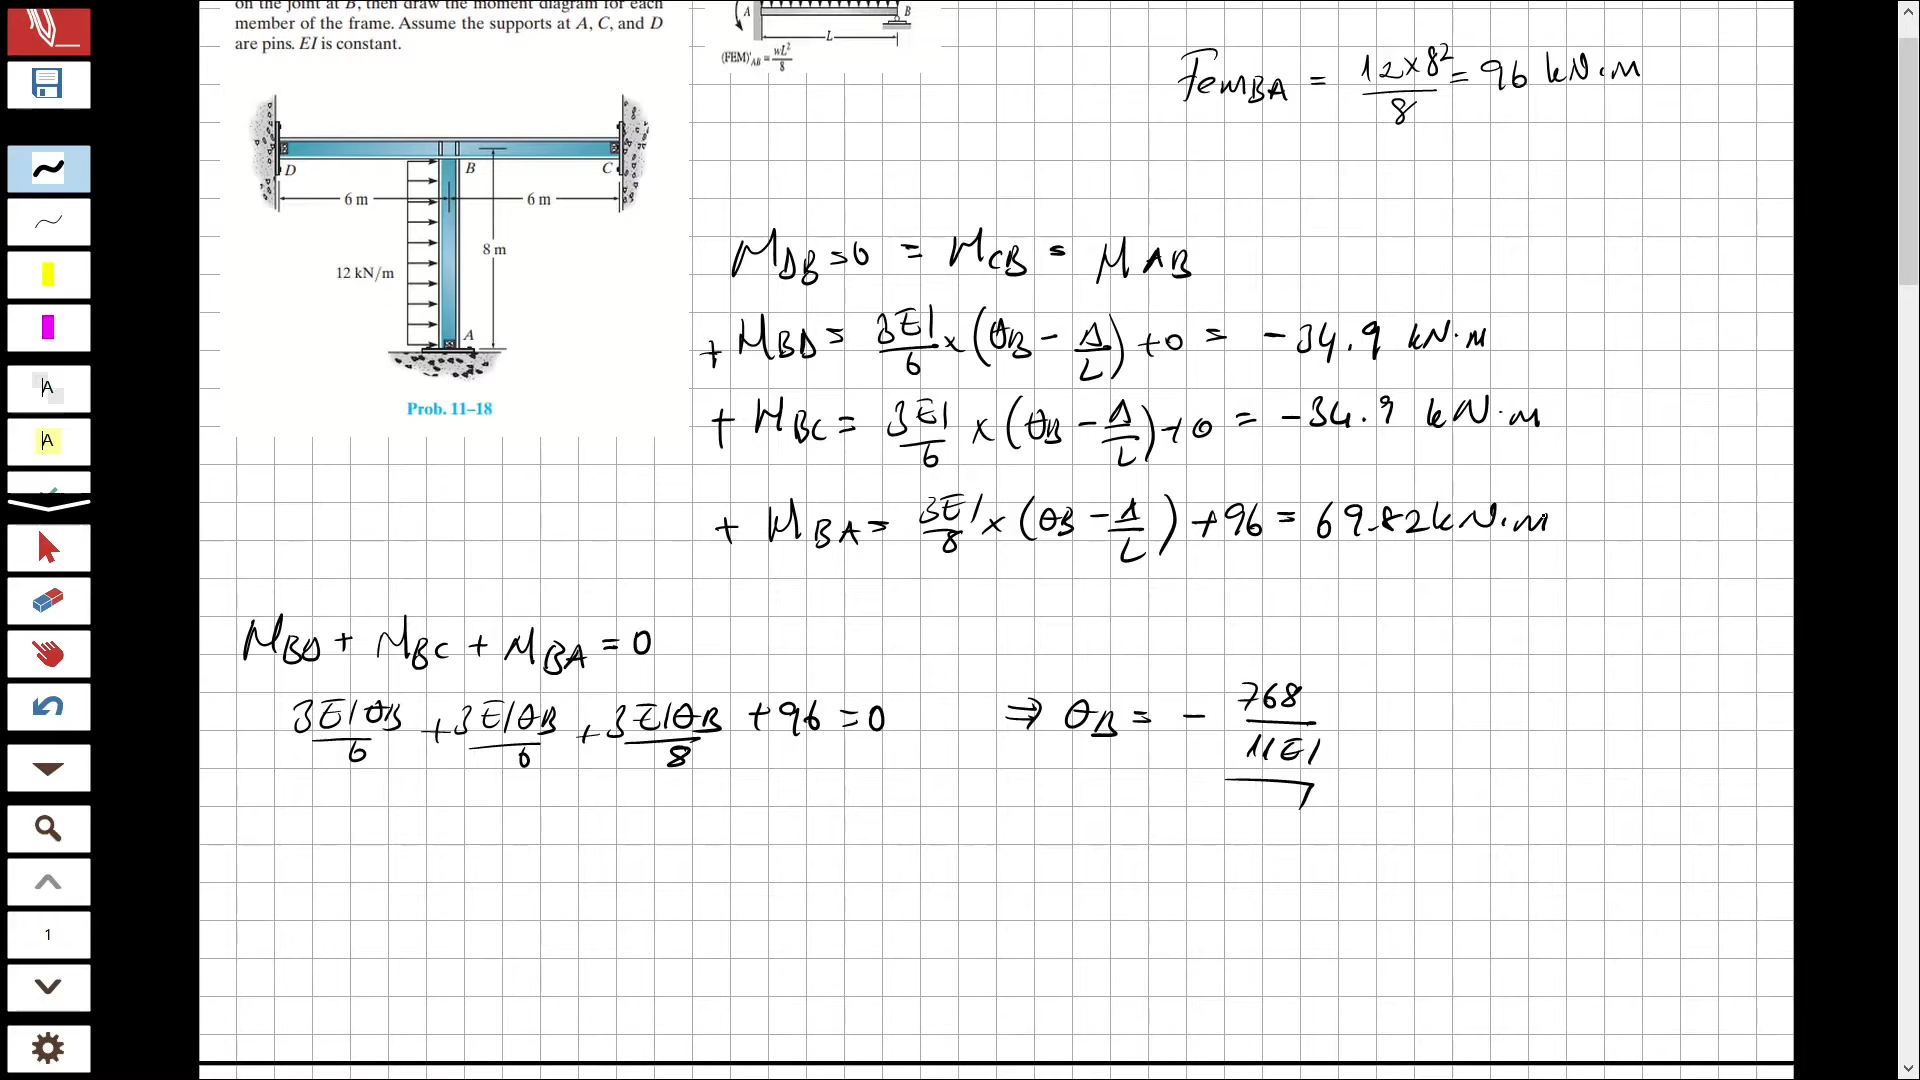 on the joint at B, then draw the moment diagram for each
member of the frame. Assume the supports at A, C, and D
are pins. EI is constant.
A
B
L
(FEM)'AB = wL²/8
FemBA = 12×8²/8 = 96 kN.m
D
B
C
6 m
6 m
8 m
12 kN/m
A
Prob. 11–18
MDB=0 = MCB = MAB
+ MBD = 3EI/6 × (θB - Δ/L) +0 = -34.9 kN.m
+ MBC = 3EI/6 × (θB - Δ/L) +0 = -34.9 kN.m
+ MBA = 3EI/8 × (θB - Δ/L) +96 = 69.82kN.m
MBD + MBC + MBA = 0
3EIθB/6 + 3EIθB/6 + 3EIθB/8 +96 =0 ⇒ θB = - 768/11EI
A
A
1